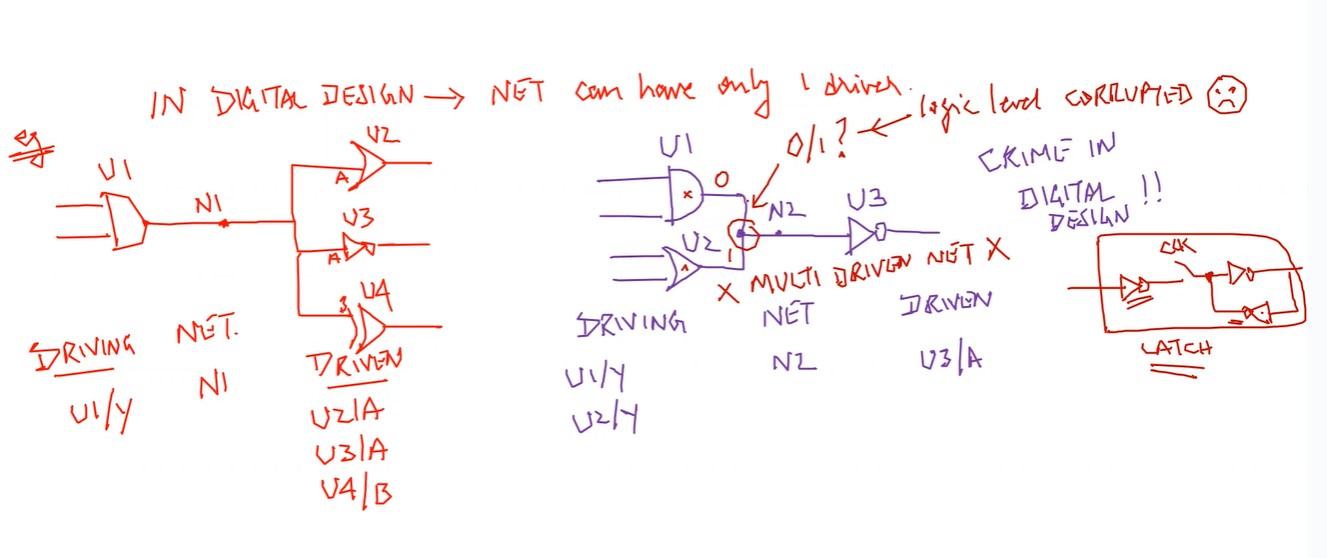 IN DIGITAL DESIGN → NET can have only 1 driver.
eg
U1
N1
U2
A
U3
A
U4
B
DRIVING NET. DRIVEN
U1/Y N1 U2/A
U3/A
U4/B
0/1? ← logic level CORRUPTED
U1
0
U2
1
N2
U3
CRIME IN
DIGITAL !!
DESIGN
X MULTI DRIVEN NET X
DRIVING NET DRIVEN
U1/Y N2 U3/A
U2/Y
CLK
LATCH